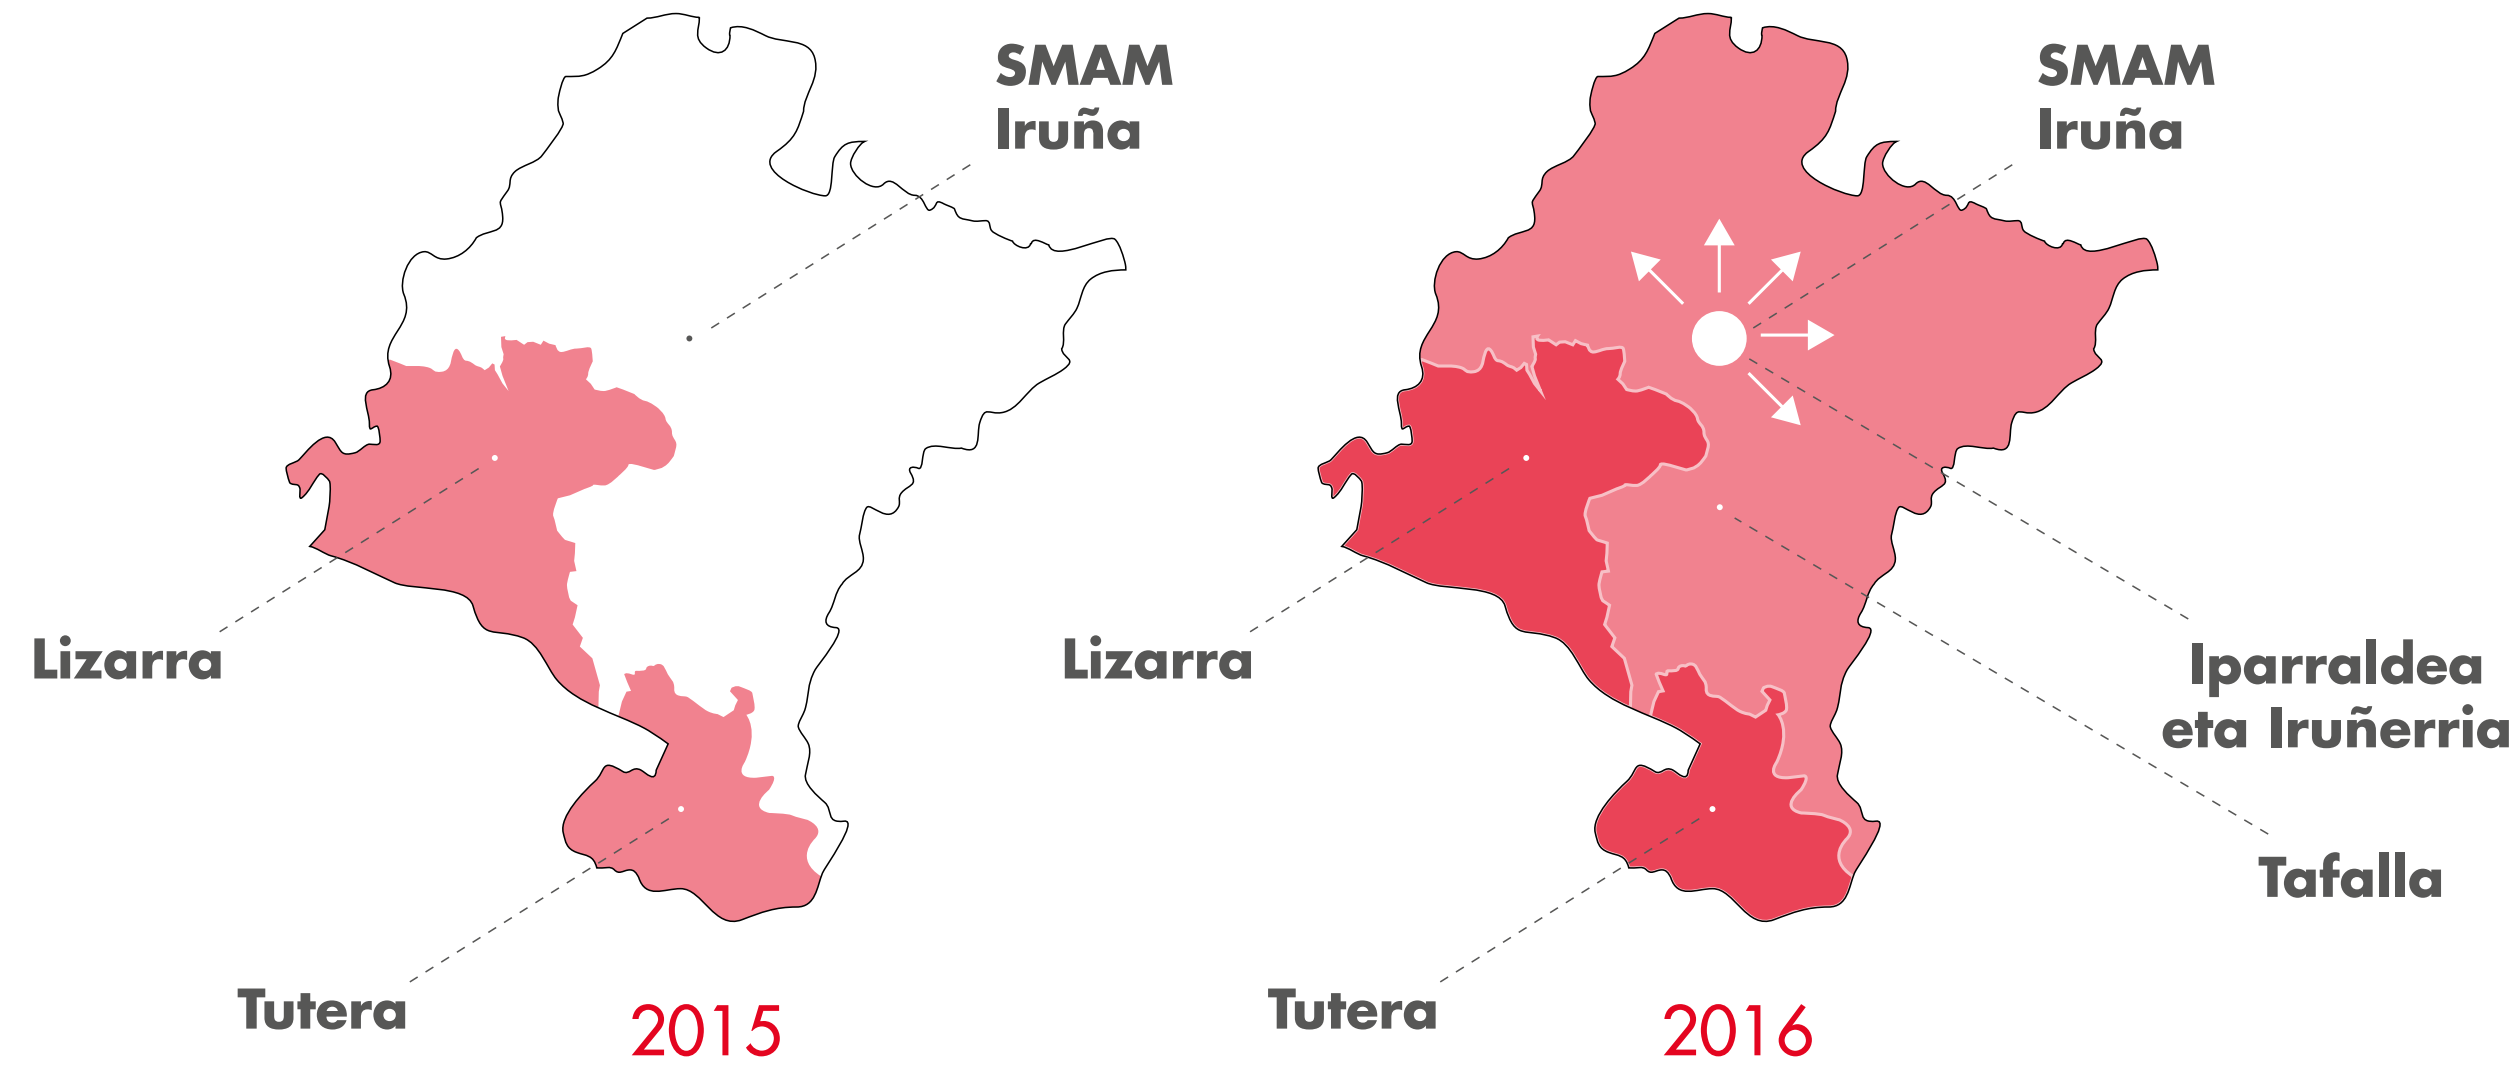 SMAM
Iruña
Lizarra
Tutera
2015
SMAM
Iruña
Lizarra
Iparraldea
eta Iruñerria
Tafalla
Tutera
2016